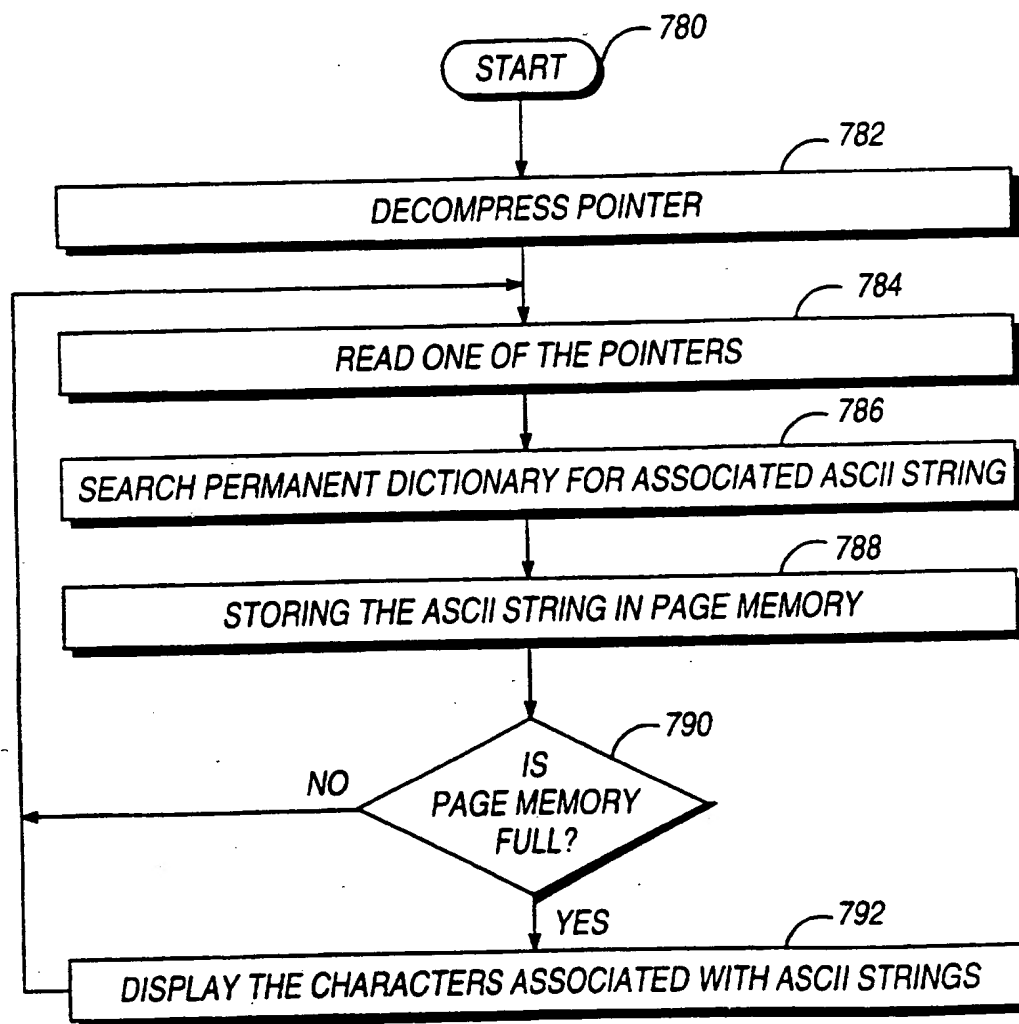 780
START
782
DECOMPRESS POINTER
784
READ ONE OF THE POINTERS
786
SEARCH PERMANENT DICTIONARY FOR ASSOCIATED ASCII STRING
788
STORING THE ASCII STRING IN PAGE MEMORY
790
IS
PAGE MEMORY
FULL?
NO
YES
792
DISPLAY THE CHARACTERS ASSOCIATED WITH ASCII STRINGS